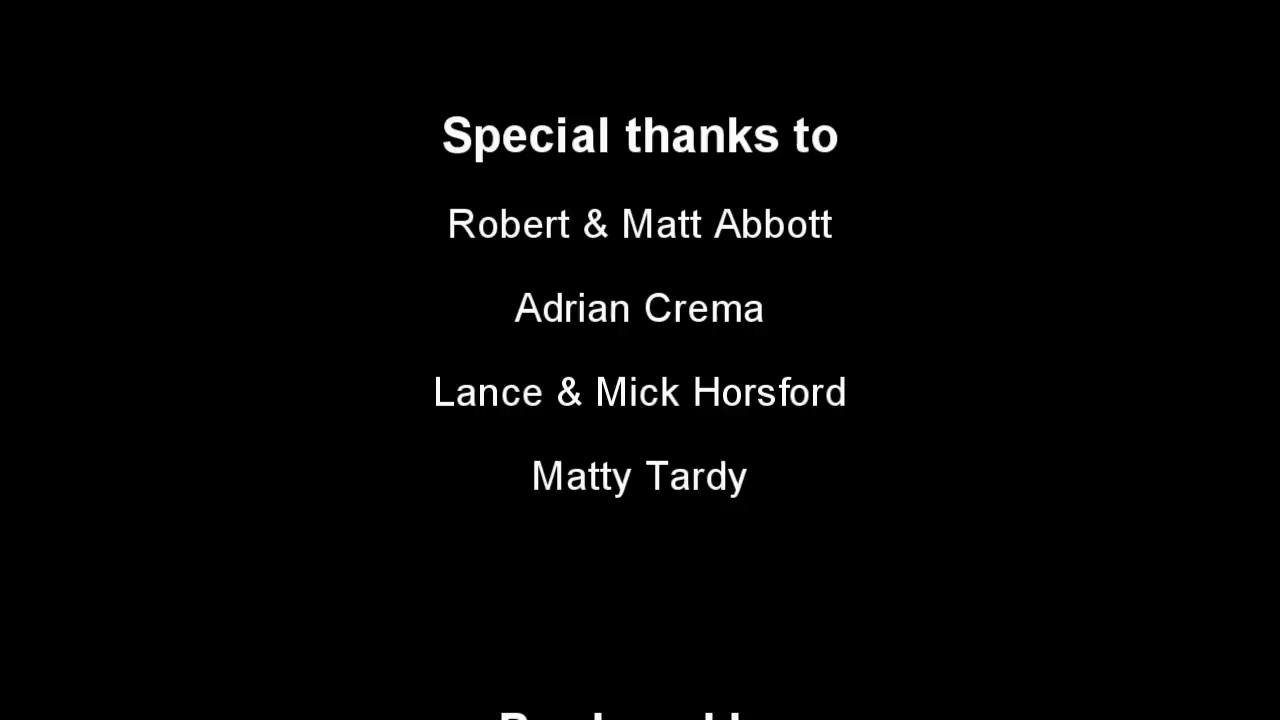 Special thanks to
Robert & Matt Abbott
Adrian Crema
Lance & Mick Horsford
Matty Tardy